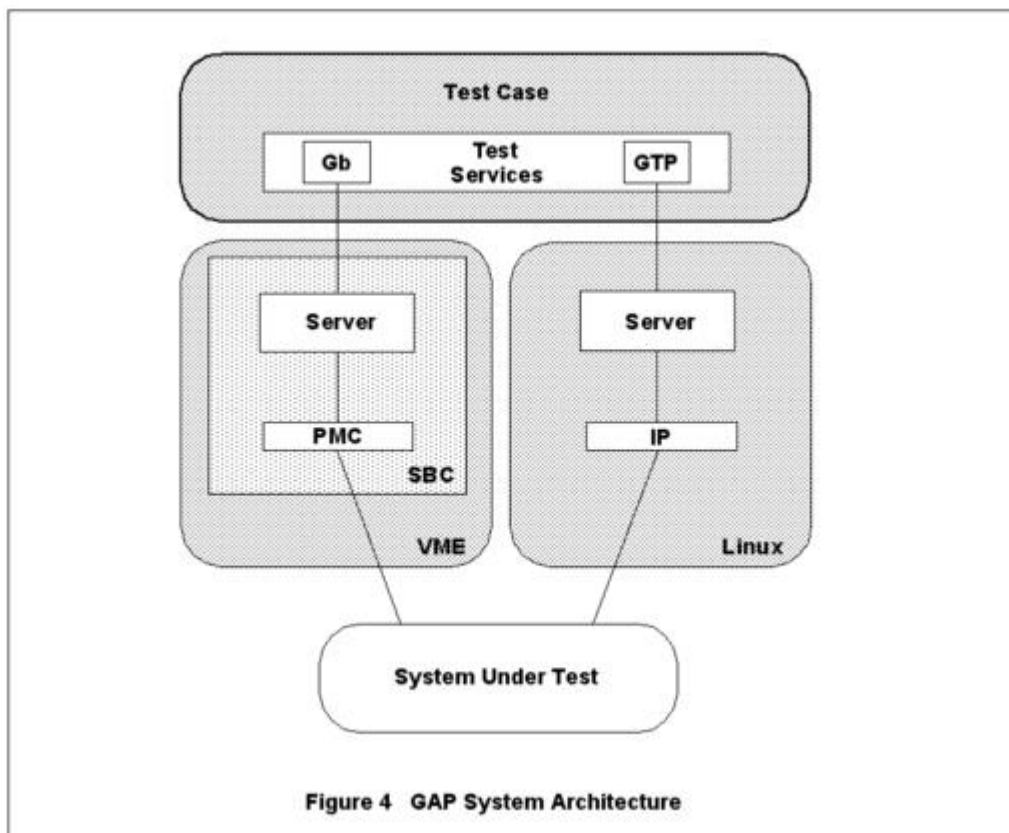 Test Case
Gb
Test
Services
GTP
Server
Server
PMC
IP
SBC
VME
Linux
System Under Test
Figure 4 GAP System Architecture